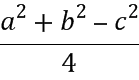 a² + b² – c²
4